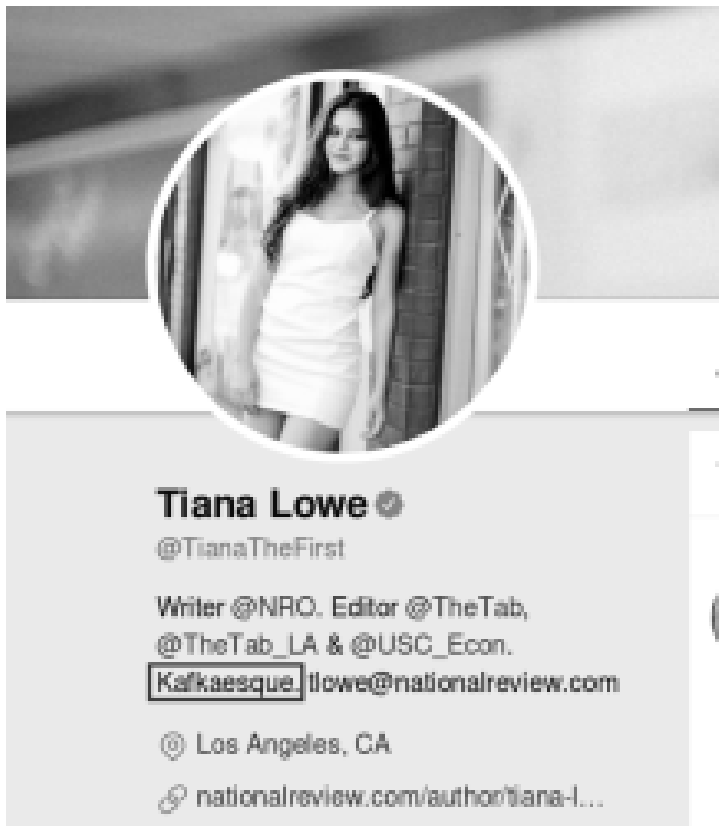 Tiana Lowe
@TianaTheFirst
Writer @NRO. Editor @TheTab,
@TheTab_LA & @USC_Econ.
Kafkaesque. tlowe@nationalreview.com
Los Angeles, CA
nationalreview.com/author/tiana-l...